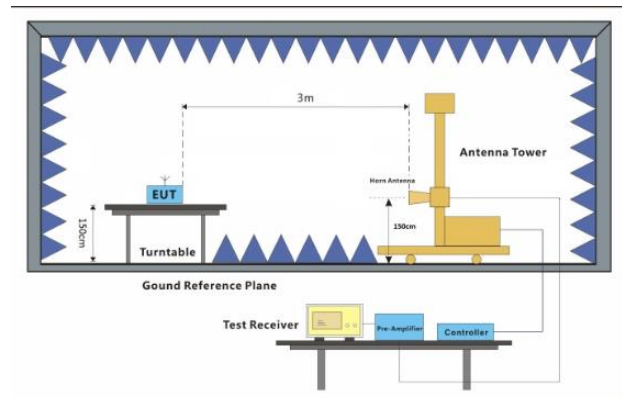 3m
Antenna Tower
Horn Antenna
EUT
150cm
150cm
Turntable
Gound Reference Plane
Test Receiver
Pre-Amplifier
Controller